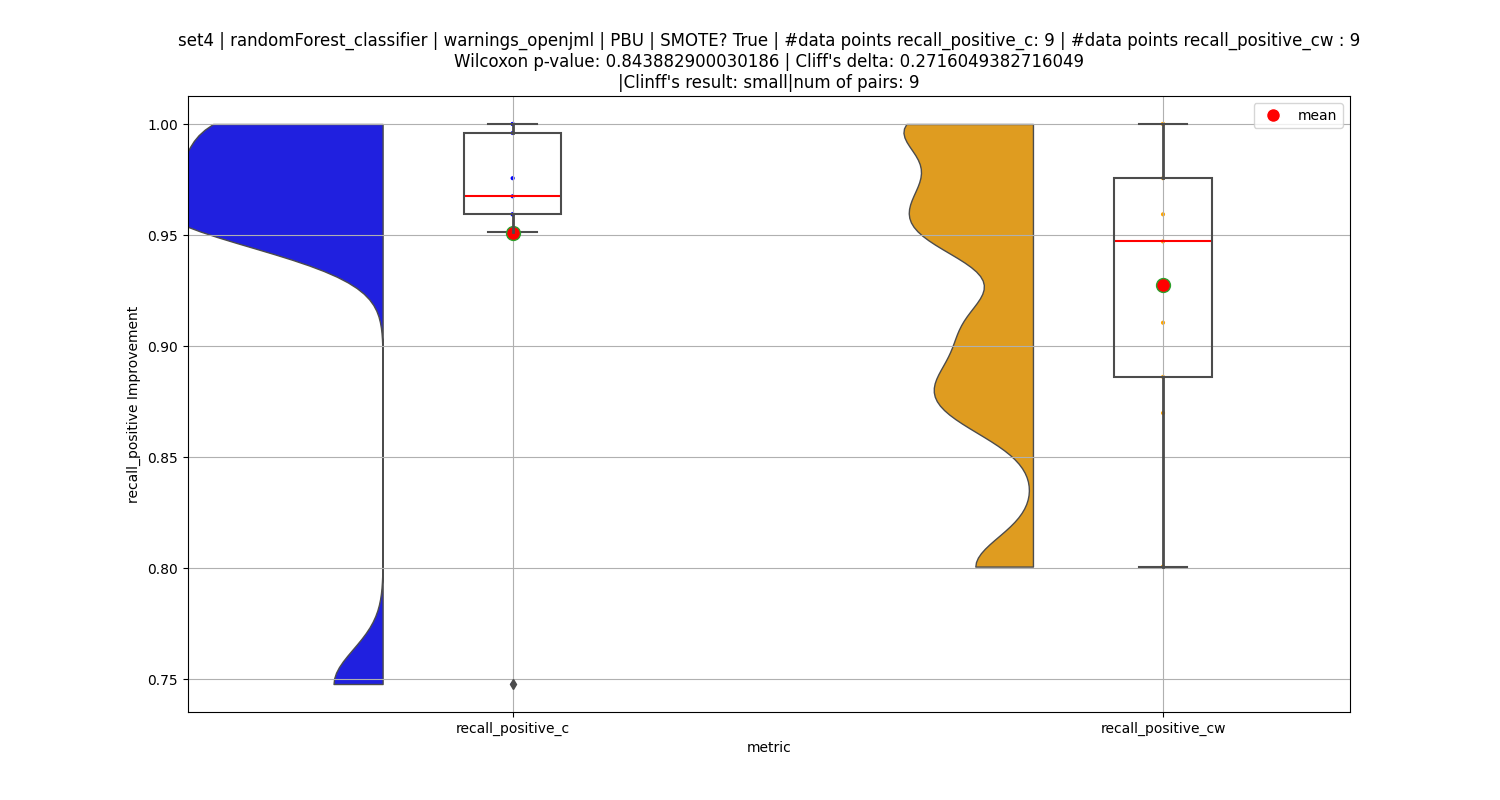 set4 | randomForest_classifier | warnings_openjml | PBU | SMOTE? True | #data points recall_positive_c: 9 | #data points recall_positive_cw : 9
Wilcoxon p-value: 0.843882900030186 | Cliff's delta: 0.2716049382716049
|Clinff's result: small|num of pairs: 9
mean
1.00
0.95
0.90
0.85
0.80
0.75
recall_positive Improvement
recall_positive_c
recall_positive_cw
metric